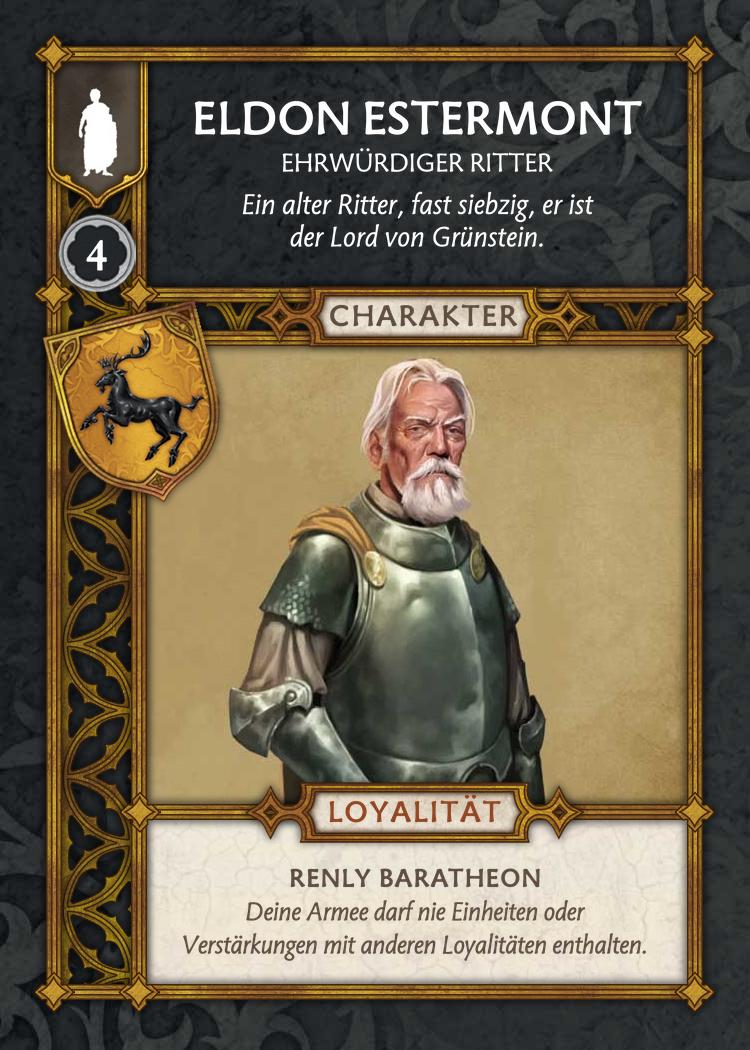 ELDON ESTERMONT
EHRWÜRDIGER RITTER
Ein alter Ritter, fast siebzig, er ist
der Lord von Grünstein.
4
CHARAKTER
LOYALITÄT
RENLY BARATHEON
Deine Armee darf nie Einheiten oder
Verstärkungen mit anderen Loyalitäten enthalten.